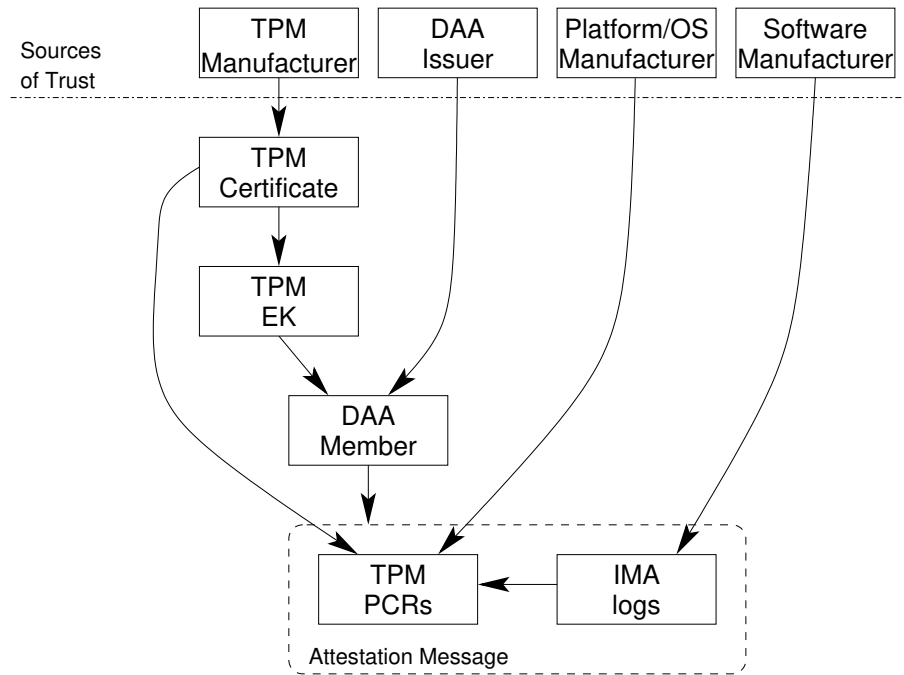 Sources
of Trust
TPM
Manufacturer
DAA
Issuer
Platform/OS
Manufacturer
Software
Manufacturer
TPM
Certificate
TPM
EK
DAA
Member
TPM
PCRs
IMA
logs
Attestation Message